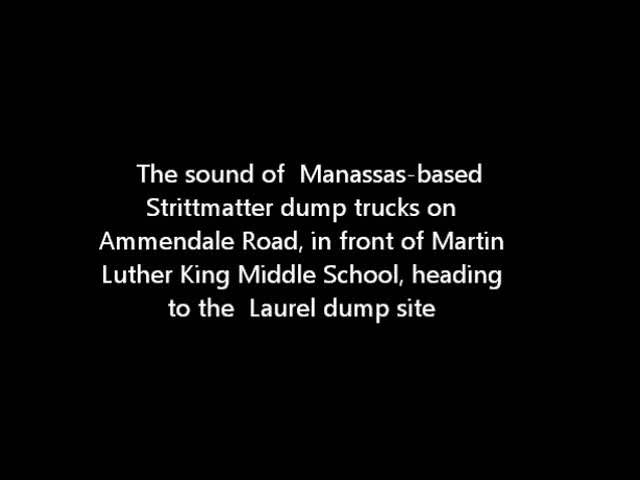 The sound of  Manassas-based
Strittmatter dump trucks on
Ammendale Road, in front of Martin
Luther King Middle School, heading
to the  Laurel dump site